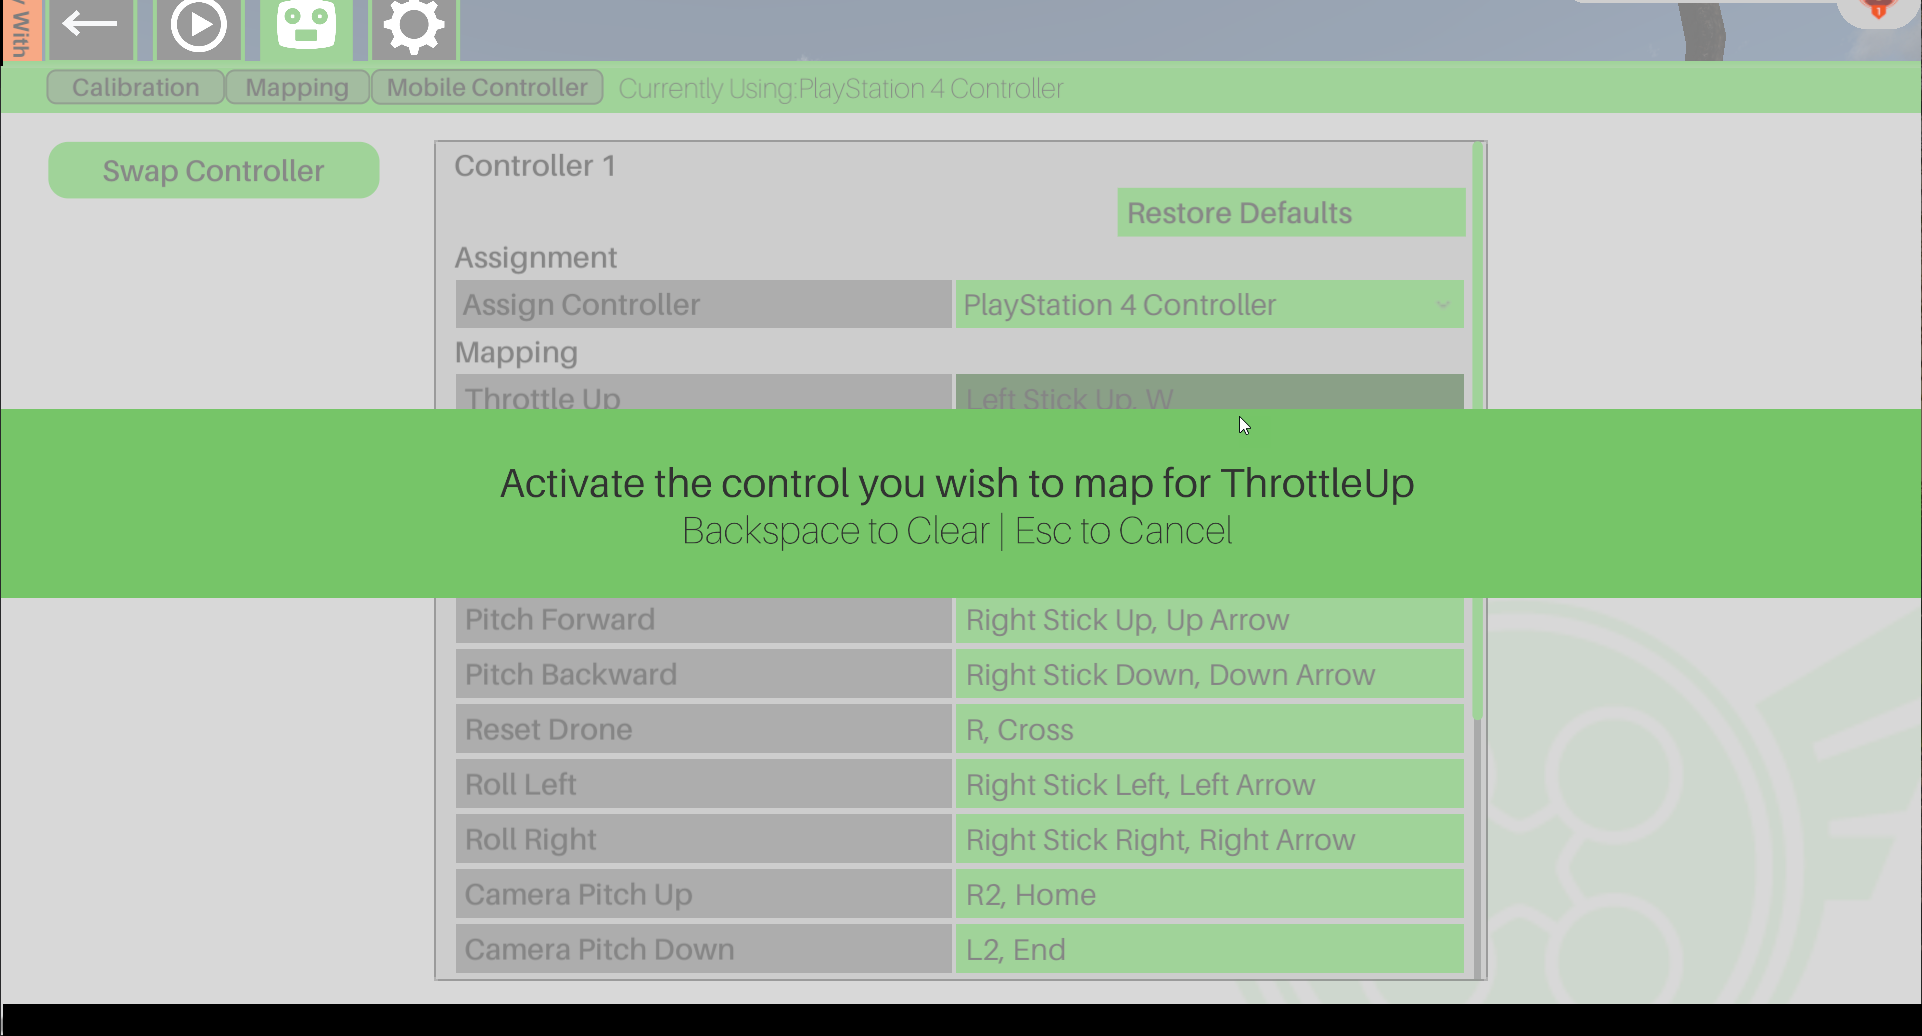 y With
Calibration
Mapping
Mobile Controller
Currently Using:PlayStation 4 Controller
Swap Controller
Controller 1
Restore Defaults
Assignment
Assign Controller
PlayStation 4 Controller
Mapping
Throttle Up
Left Stick Up, W
Activate the control you wish to map for ThrottleUp
Backspace to Clear | Esc to Cancel
Pitch Forward
Right Stick Up, Up Arrow
Pitch Backward
Right Stick Down, Down Arrow
Reset Drone
R, Cross
Roll Left
Right Stick Left, Left Arrow
Roll Right
Right Stick Right, Right Arrow
Camera Pitch Up
R2, Home
Camera Pitch Down
L2, End